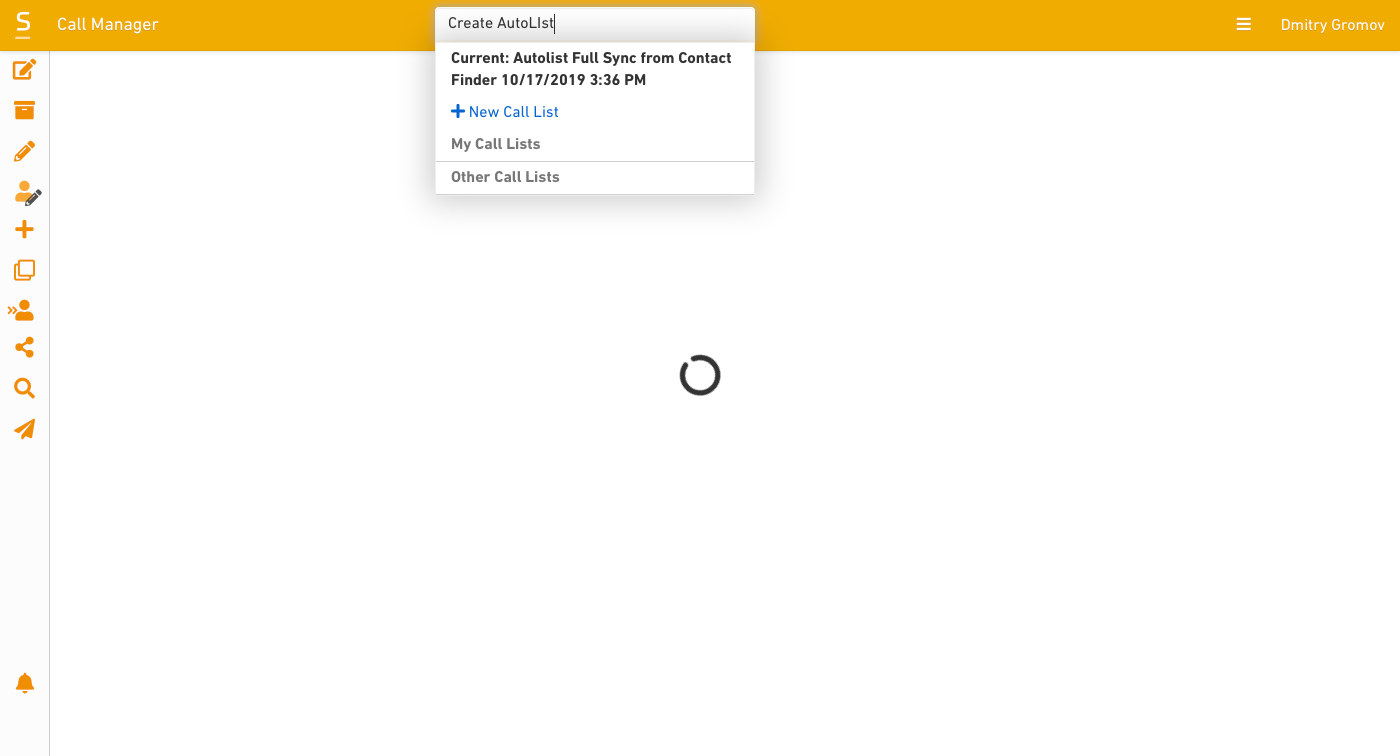 S
Call Manager
Create AutoLIst
Dmitry Gromov
Current: Autolist Full Sync from Contact
Finder 10/17/2019 3:36 PM
New Call List
My Call Lists
Other Call Lists